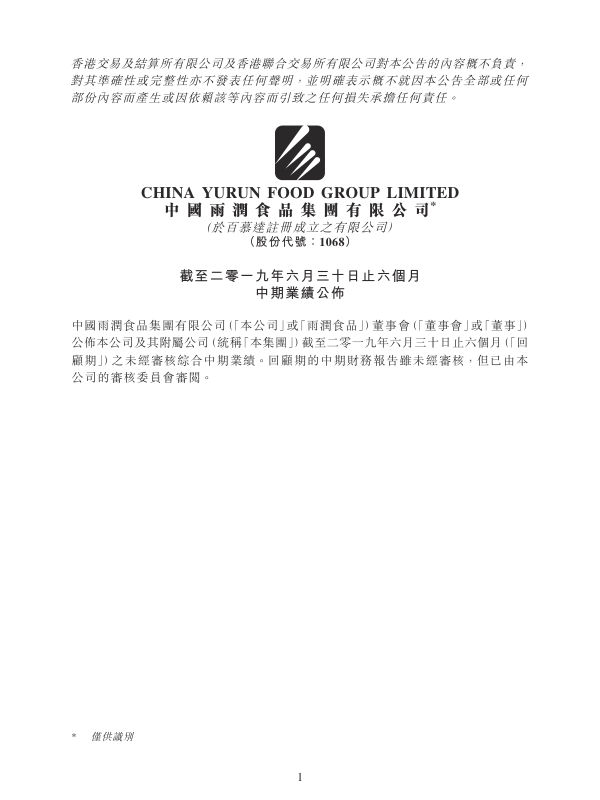 香港交易及結算所有限公司及香港聯合交易所有限公司對本公告的內容概不負責，
對其準確性或完整性亦不發表任何聲明，並明確表示概不就因本公告全部或任何
部份內容而產生或因依賴該等內容而引致之任何損失承擔任何責任。
CHINA YURUN FOOD GROUP LIMITED
中國雨潤食品集團有限公司*
（於百慕達註冊成立之有限公司）
（股份代號：1068）
截至二零一九年六月三十日止六個月
中期業績公佈
中國雨潤食品集團有限公司（「本公司」或「雨潤食品」）董事會（「董事會」或「董事」）
公佈本公司及其附屬公司（統稱「本集團」）截至二零一九年六月三十日止六個月（「回
顧期」）之未經審核綜合中期業績。回顧期的中期財務報告雖未經審核，但已由本
公司的審核委員會審閱。
* 僅供識別
1